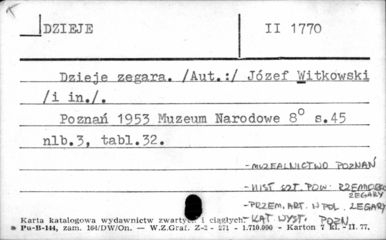 DZIEJE II 1770
Dzieje zegara. /Aut.:/ Józef Witkowski
/i in./.
Poznań 1953 Muzeum Narodowe 8° s.45
nlb.3, tabl.32.
-MUZEALNICTWO POZNAŃ
-HIST SZT. POW. RZEMIOSŁO
ZEGARY
-PRZEM. ART. W POL. ZEGARY
-KAT. WYST. POZN.
Karta katalogowa wydawnictw zwartych i ciągłych.
Pu-B-144, zam. 104/DW/On. — W.Z.Graf. Z-2 - 271 - 1.710.000 - Karton 7 kl. -II. 77,